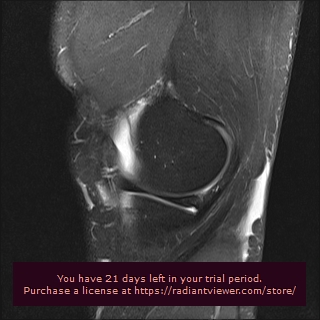 You have 21 days left in your trial period.
Purchase a license at https://radiantviewer.com/store/